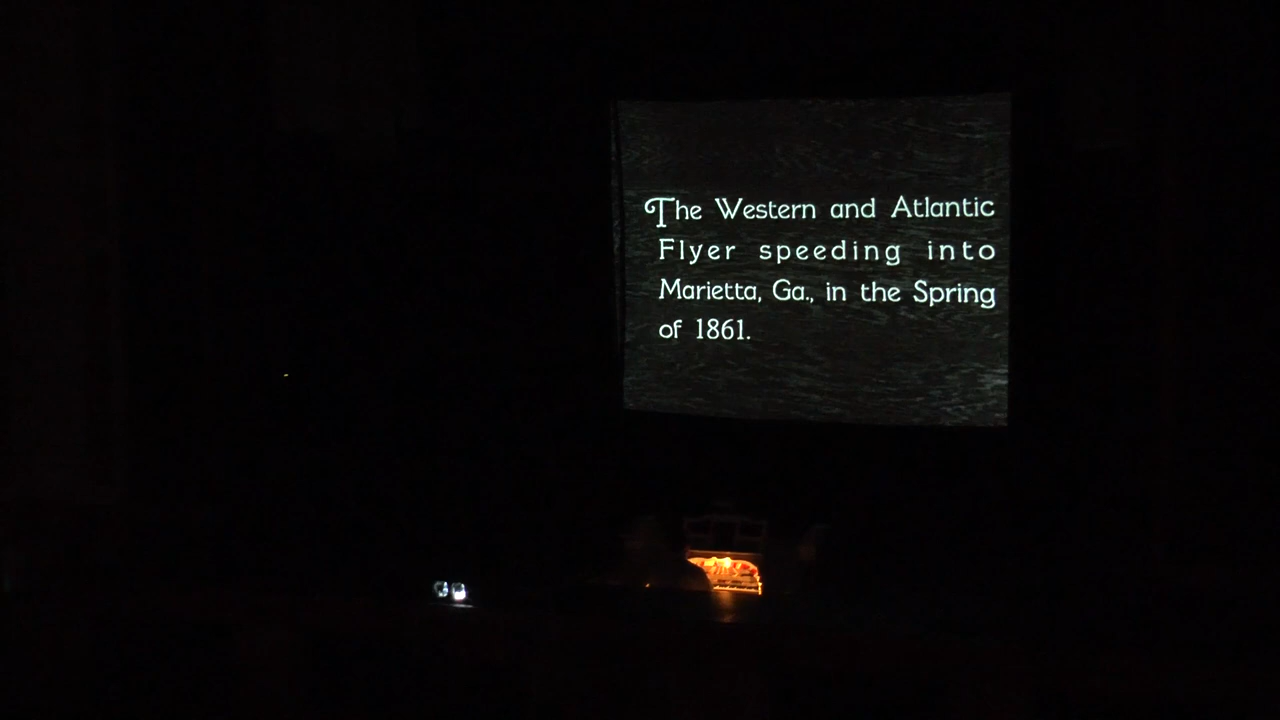 The Western and Atlantic
Flyer speeding into
Marietta, Ga., in the Spring
of 1861.